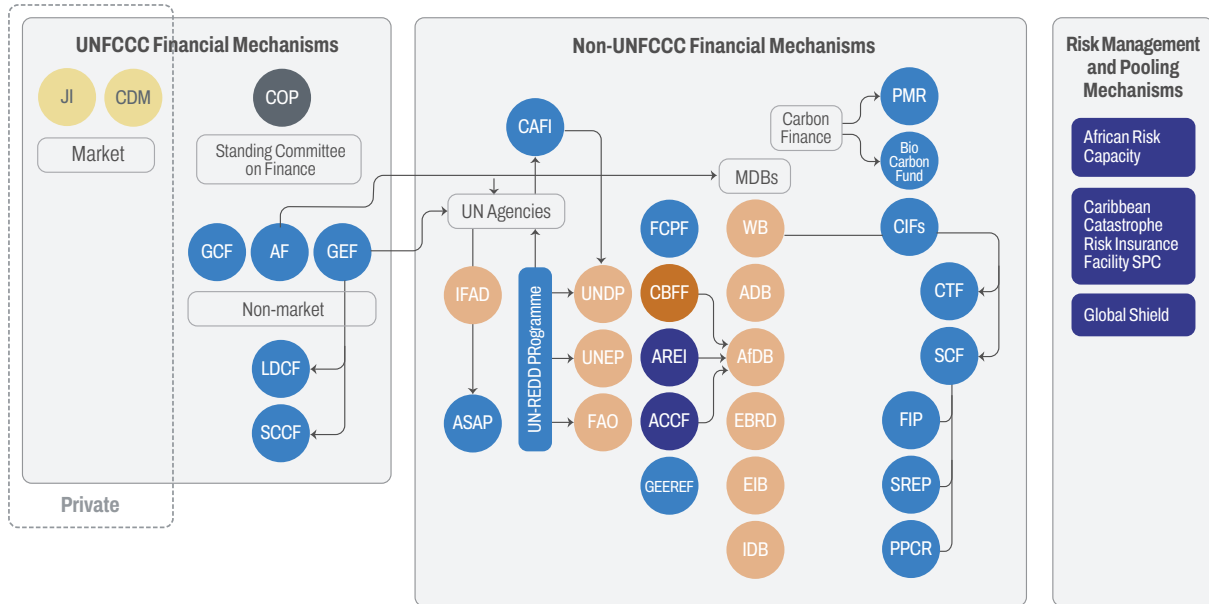 UNFCCC Financial Mechanisms
JI
CDM
Market
COP
Standing Committee
on Finance
GCF
AF
GEF
Non-market
LDCF
SCCF
Private
Non-UNFCCC Financial Mechanisms
CAFI
UN Agencies
IFAD
ASAP
UN-REDD PRogramme
UNDP
UNEP
FAO
FCPF
CBFF
AREI
ACCF
GEEREF
MDBs
WB
ADB
AfDB
EBRD
EIB
IDB
Carbon
Finance
PMR
Bio
Carbon
Fund
CIFs
CTF
SCF
FIP
SREP
PPCR
Risk Management
and Pooling
Mechanisms
African Risk
Capacity
Caribbean
Catastrophe
Risk Insurance
Facility SPC
Global Shield